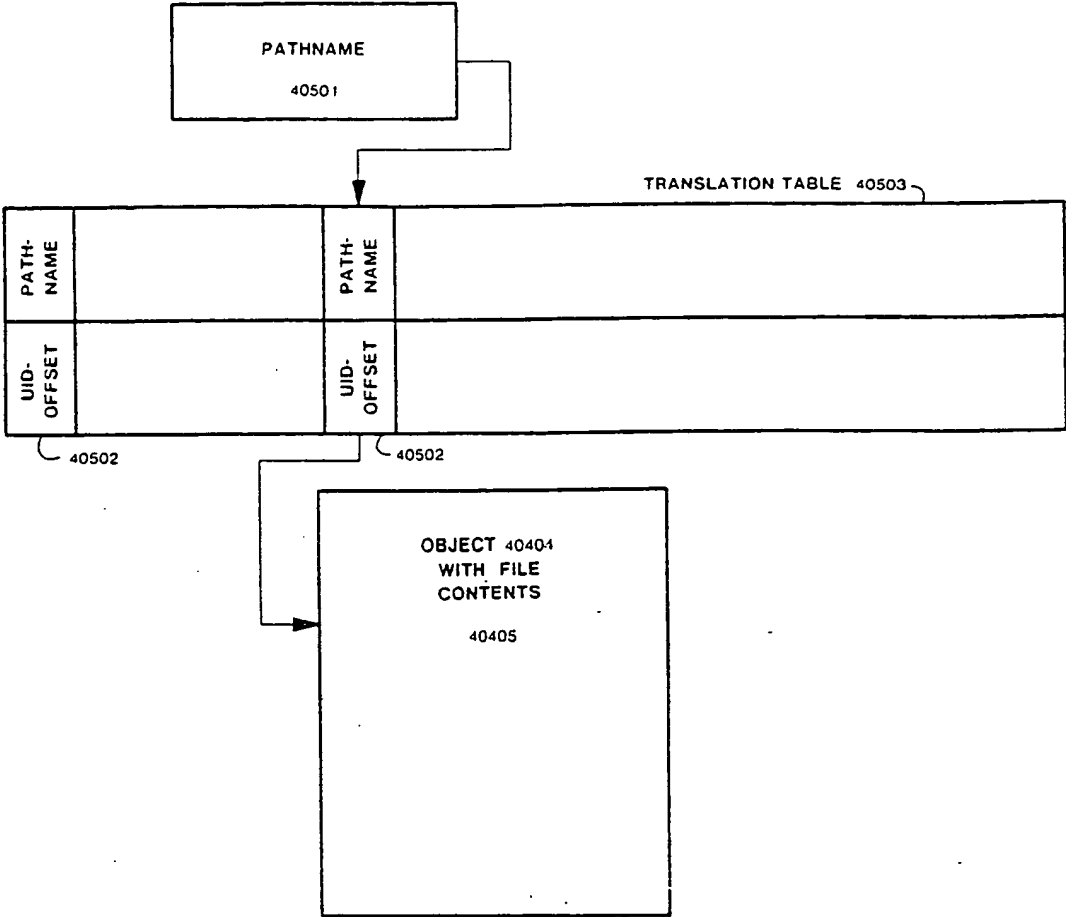 PATHNAME
40501
TRANSLATION TABLE 40503
PATH-
NAME
PATH-
NAME
UID-
OFFSET
UID-
OFFSET
40502
40502
OBJECT 40404
WITH FILE
CONTENTS
40405